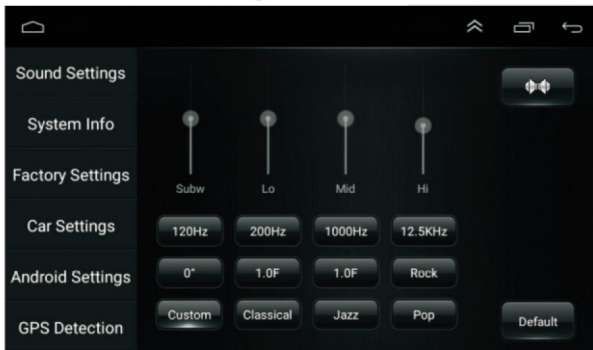 Sound Settings
System Info
Factory Settings
Car Settings
Android Settings
GPS Detection
Subw Lo Mid Hi
120Hz 200Hz 1000Hz 12.5KHz
0° 1.0F 1.0F Rock
Custom Classical Jazz Pop
Default